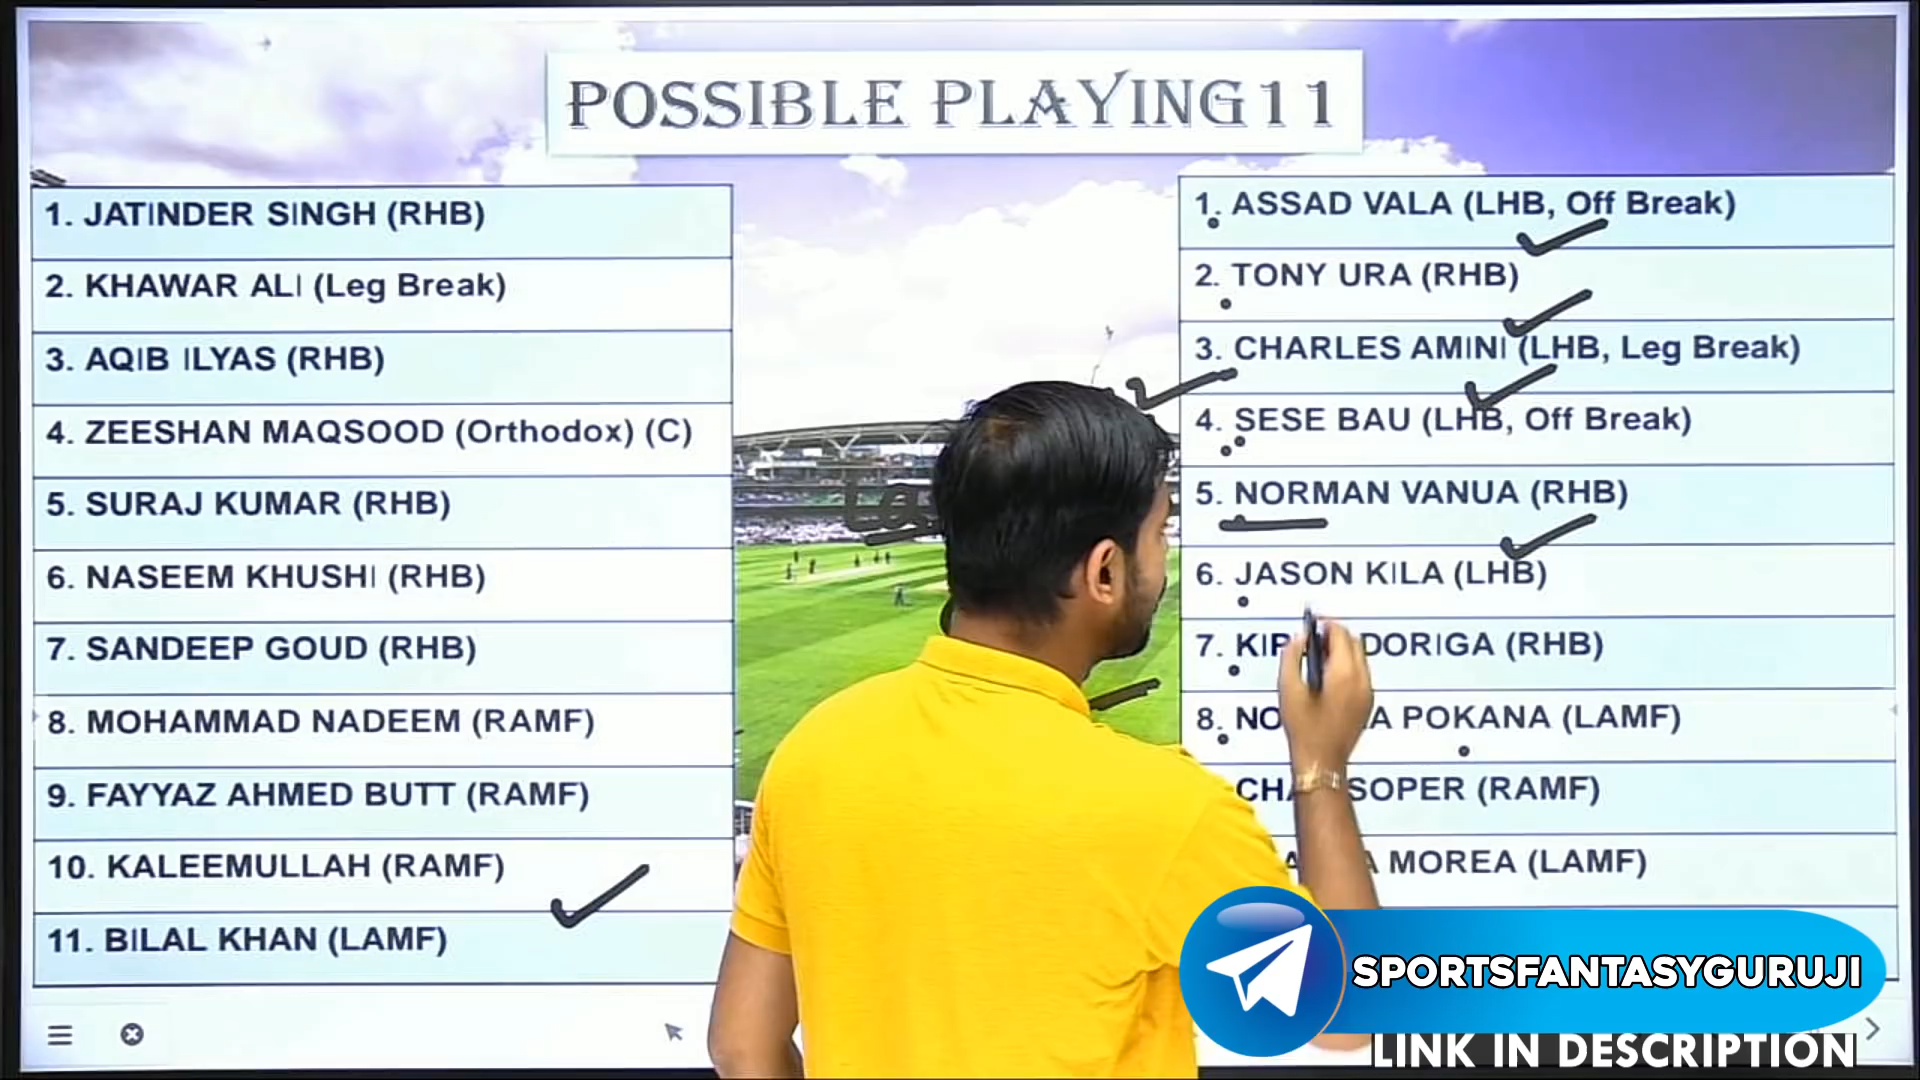 POSSIBLE PLAYING11
1. JATINDER SINGH (RHB)
2. KHAWAR ALI (Leg Break)
3. AQIB ILYAS (RHB)
4. ZEESHAN MAQSOOD (Orthodox) (C)
5. SURAJ KUMAR (RHB)
6. NASEEM KHUSHI (RHB)
7. SANDEEP GOUD (RHB)
8. MOHAMMAD NADEEM (RAMF)
9. FAYYAZ AHMED BUTT (RAMF)
10. KALEEMULLAH (RAMF)
11. BILAL KHAN (LAMF)
1. ASSAD VALA (LHB, Off Break)
2. TONY URA (RHB)
3. CHARLES AMINI (LHB, Leg Break)
4. SESE BAU (LHB, Off Break)
5. NORMAN VANUA (RHB)
6. JASON KILA (LHB)
7. DORIGA (RHB)
8. POKANA (LAMF)
SOPER (RAMF)
MOREA (LAMF)
SPORTSFANTASYGURUJI
LINK IN DESCRIPTION